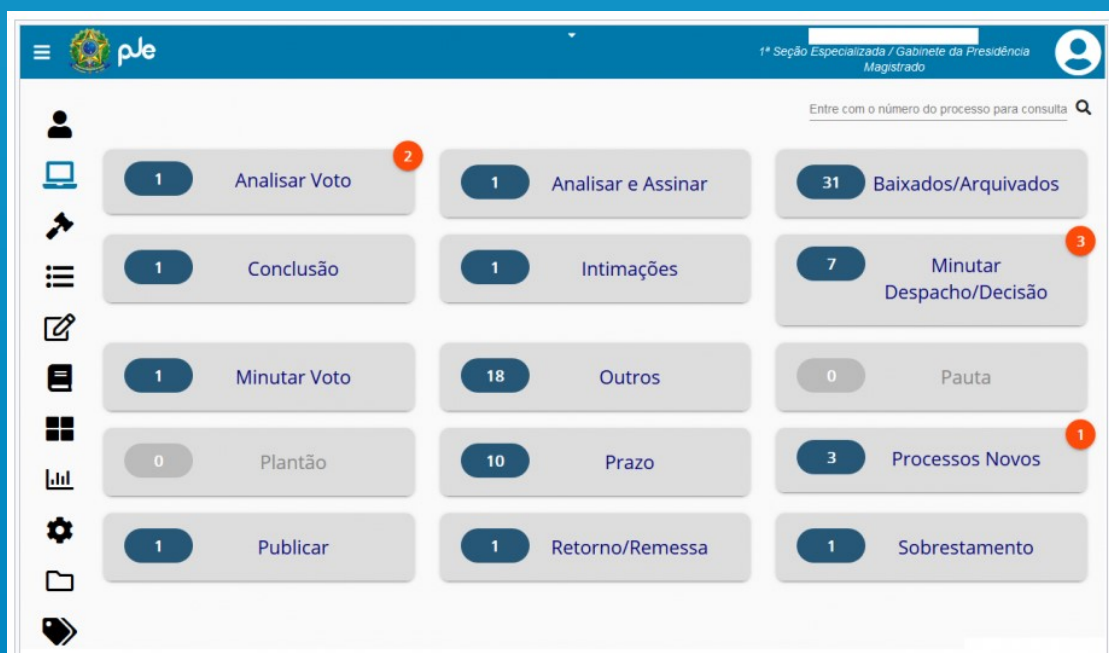 pJe
1ª Seção Especializada / Gabinete da Presidência
Magistrado
Entre com o número do processo para consulta
1 Analisar Voto 2
1 Analisar e Assinar
31 Baixados/Arquivados
1 Conclusão
1 Intimações
7 Minutar
Despacho/Decisão 3
1 Minutar Voto
18 Outros
0 Pauta
0 Plantão
10 Prazo
3 Processos Novos 1
1 Publicar
1 Retorno/Remessa
1 Sobrestamento